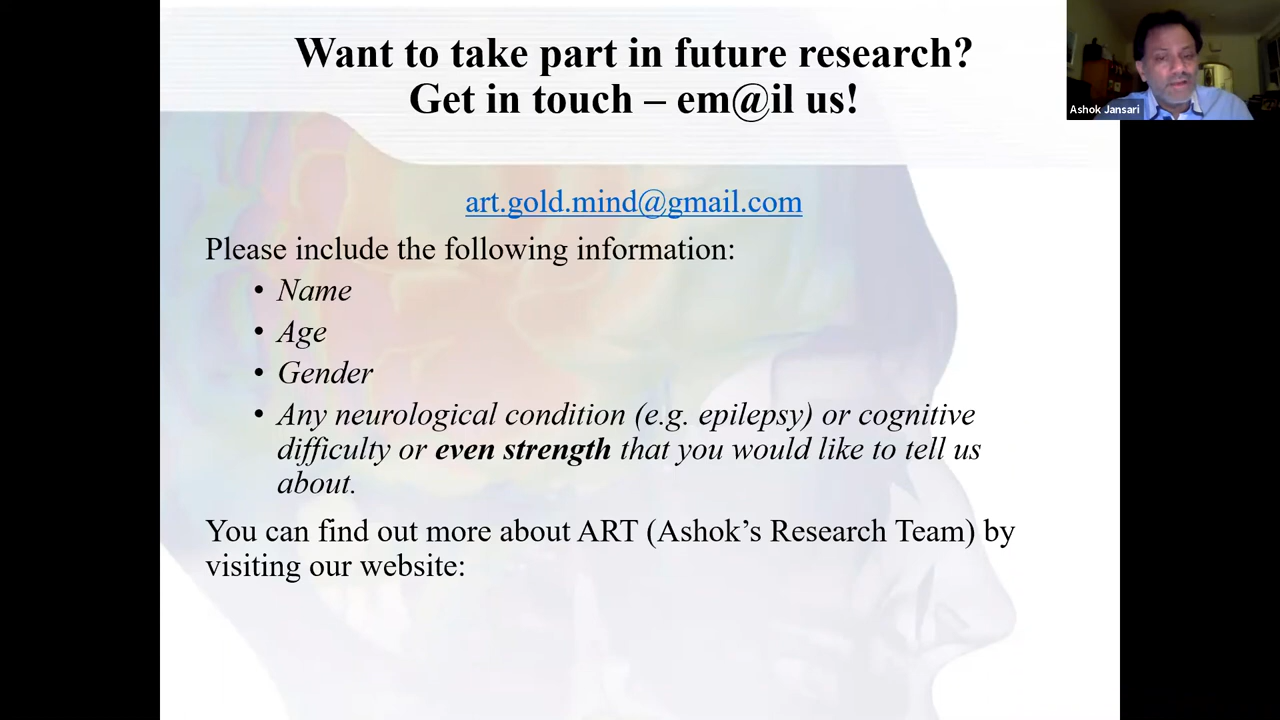 Want to take part in future research?
Get in touch – em@il us!
Ashok Jansari
art.gold.mind@gmail.com
Please include the following information:
• Name
• Age
• Gender
• Any neurological condition (e.g. epilepsy) or cognitive
difficulty or even strength that you would like to tell us
about.
You can find out more about ART (Ashok’s Research Team) by
visiting our website: